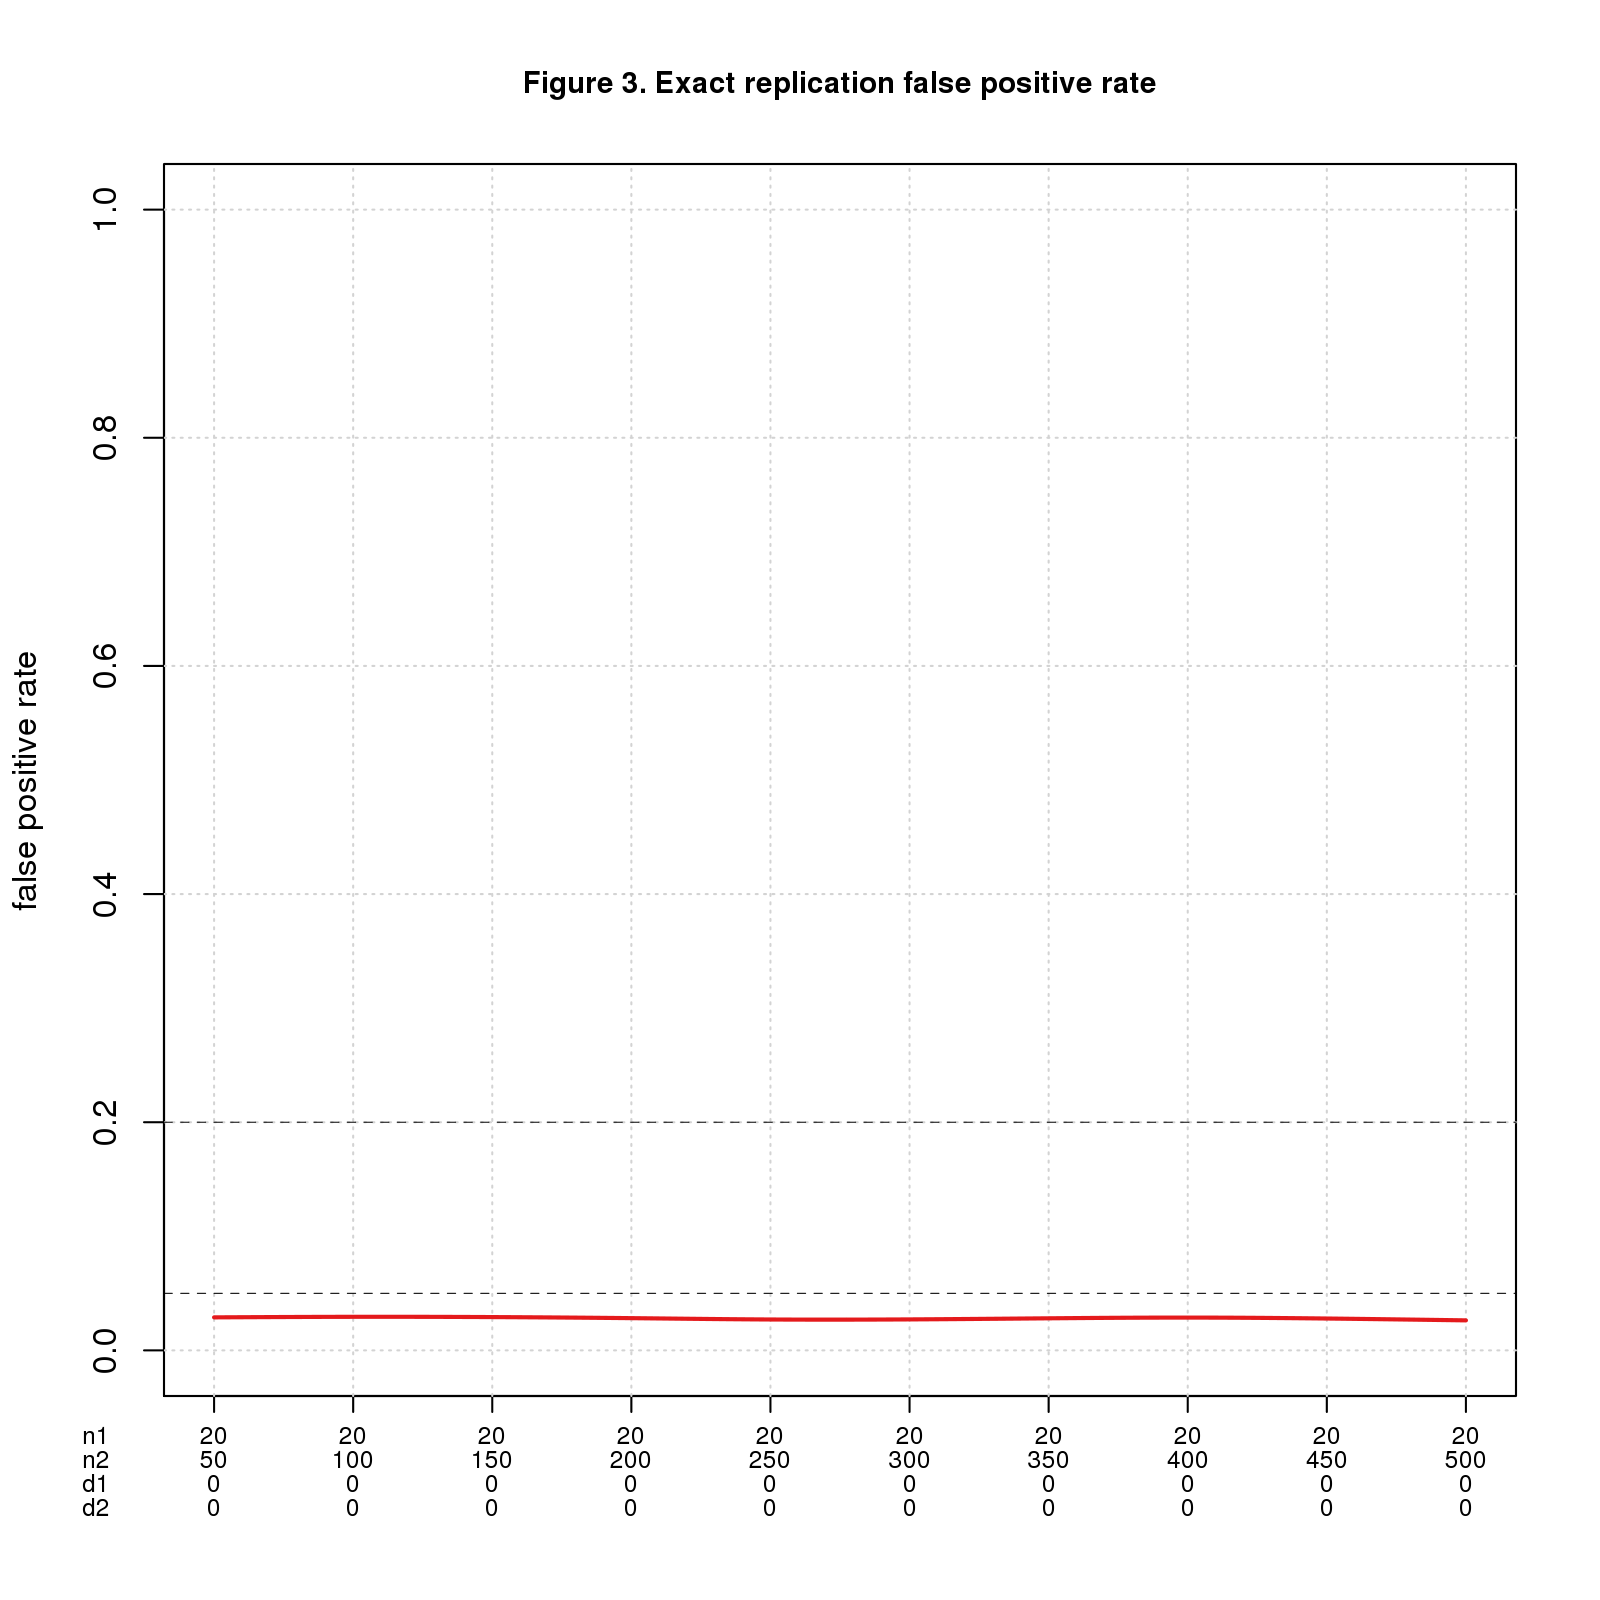 Figure 3. Exact replication false positive rate
false positive rate
1.0
0.8
0.6
0.4
0.2
0.0
n1 20 20 20 20 20 20 20 20 20 20
n2 50 100 150 200 250 300 350 400 450 500
d1 0 0 0 0 0 0 0 0 0 0
d2 0 0 0 0 0 0 0 0 0 0